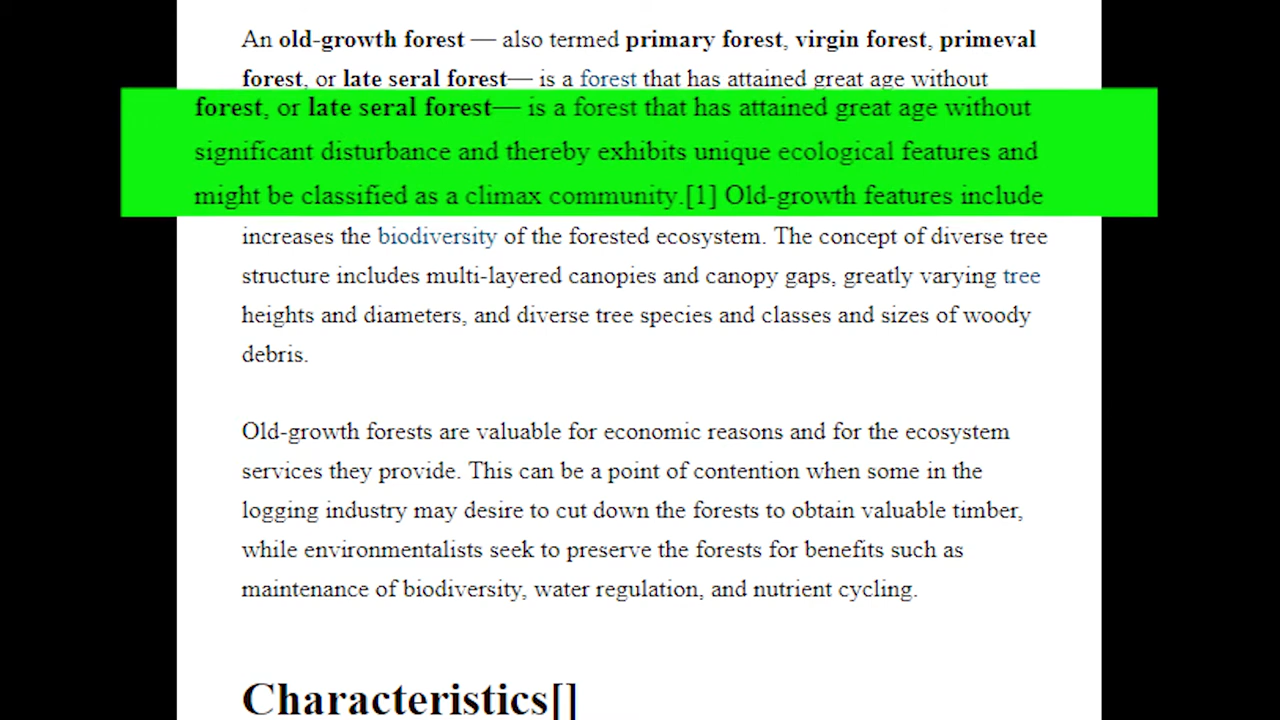 An old-growth forest — also termed primary forest, virgin forest, primeval
forest, or late seral forest— is a forest that has attained great age without
forest, or late seral forest— is a forest that has attained great age without
significant disturbance and thereby exhibits unique ecological features and
might be classified as a climax community.[1] Old-growth features include
increases the biodiversity of the forested ecosystem. The concept of diverse tree
structure includes multi-layered canopies and canopy gaps, greatly varying tree
heights and diameters, and diverse tree species and classes and sizes of woody
debris.
Old-growth forests are valuable for economic reasons and for the ecosystem
services they provide. This can be a point of contention when some in the
logging industry may desire to cut down the forests to obtain valuable timber,
while environmentalists seek to preserve the forests for benefits such as
maintenance of biodiversity, water regulation, and nutrient cycling.
Characteristics[]